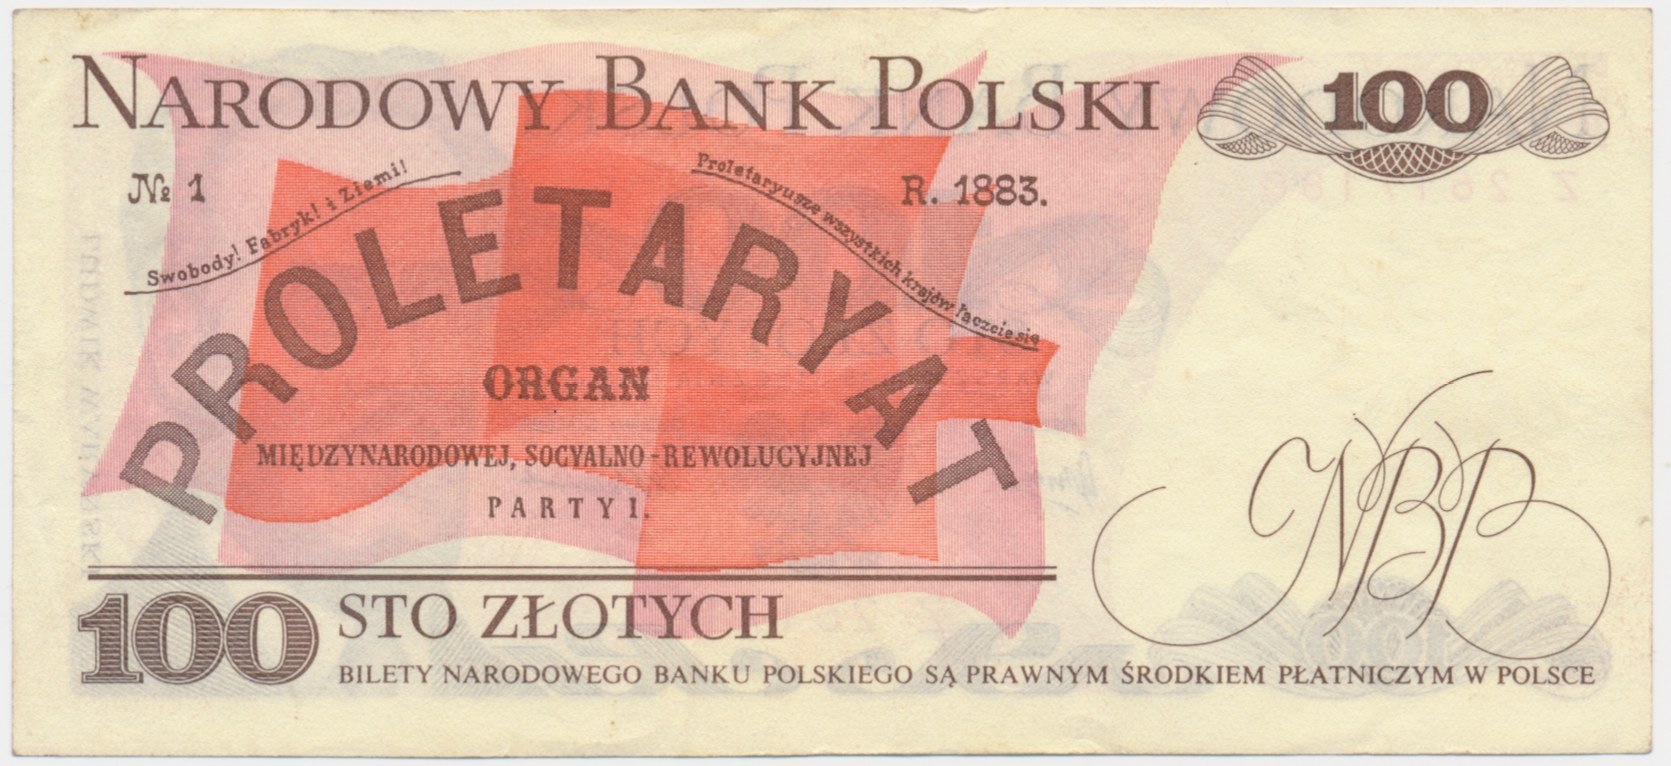 NARODOWY BANK POLSKI
100
№ 1
R. 1883.
Swobody! Fabryk! i Ziemi!
Proletaryusze wszystkich krajów łączcie się
PROLETARYAT
ORGAN
MIĘDZYNARODOWEJ, SOCYALNO-REWOLUCYJNEJ
PARTYI.
NBP
100 STO ZŁOTYCH
BILETY NARODOWEGO BANKU POLSKIEGO SĄ PRAWNYM ŚRODKIEM PŁATNICZYM W POLSCE